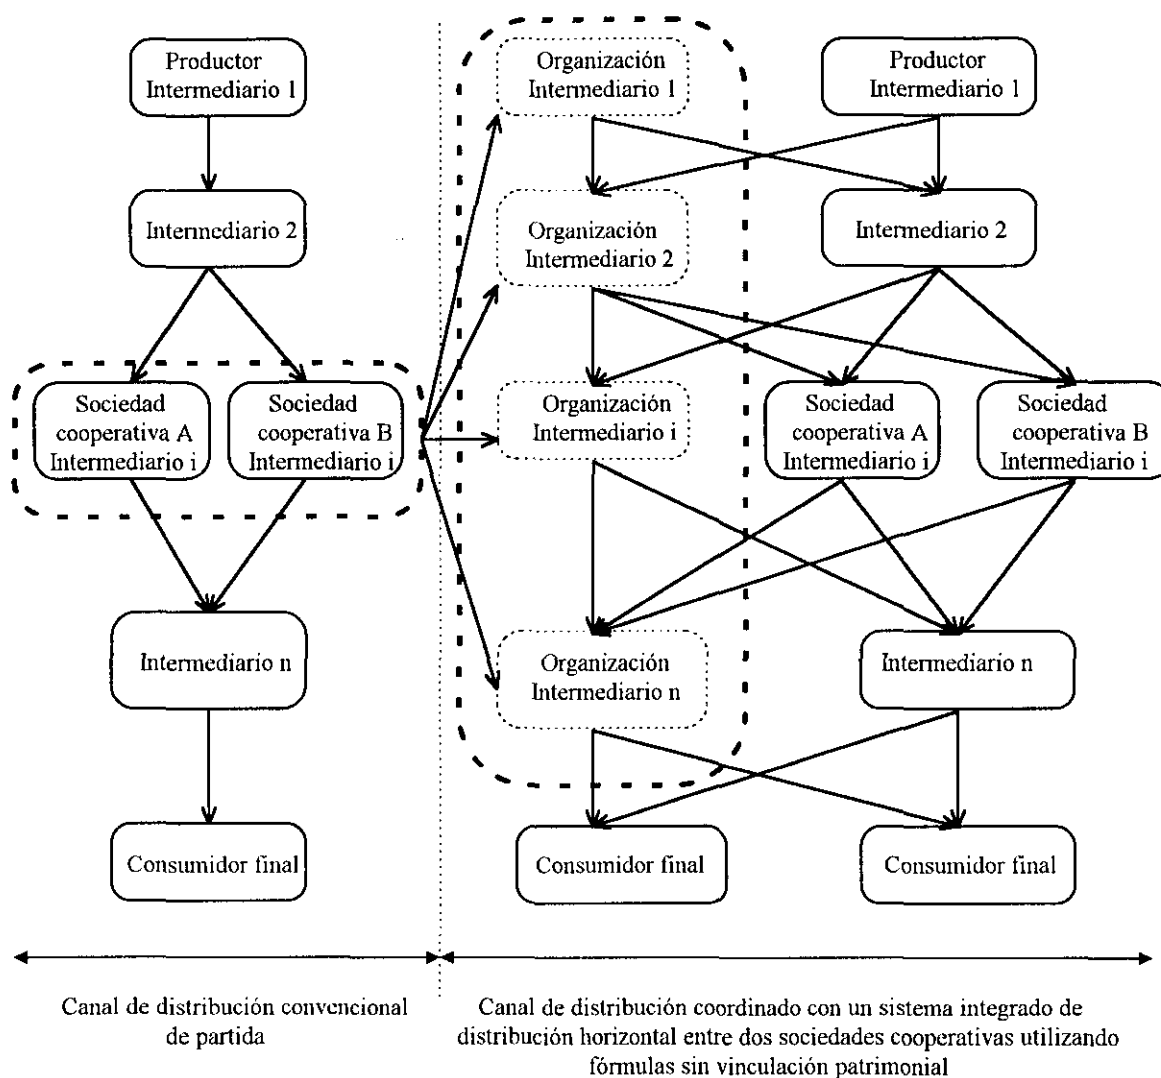 Productor
Intermediario 1
Intermediario 2
Sociedad
cooperativa A
Intermediario i
Sociedad
cooperativa B
Intermediario i
Intermediario n
Consumidor final
Organización
Intermediario 1
Productor
Intermediario 1
Organización
Intermediario 2
Intermediario 2
Organización
Intermediario i
Sociedad
cooperativa A
Intermediario i
Sociedad
cooperativa B
Intermediario i
Organización
Intermediario n
Intermediario n
Consumidor final
Consumidor final
Canal de distribución convencional
de partida
Canal de distribución coordinado con un sistema integrado de
distribución horizontal entre dos sociedades cooperativas utilizando
fórmulas sin vinculación patrimonial